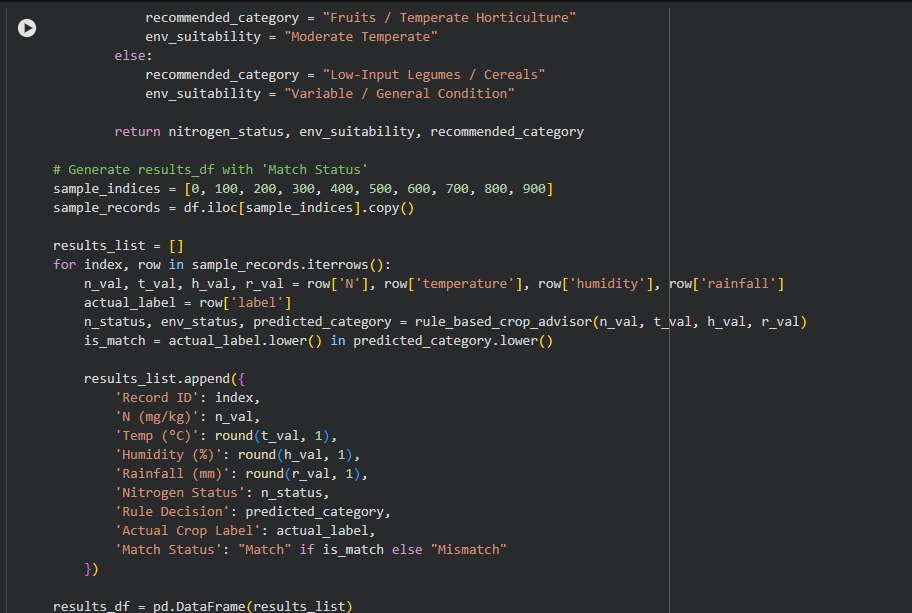 recommended_category = "Fruits / Temperate Horticulture"
env_suitability = "Moderate Temperate"
else:
recommended_category = "Low-Input Legumes / Cereals"
env_suitability = "Variable / General Condition"
return nitrogen_status, env_suitability, recommended_category
# Generate results_df with 'Match Status'
sample_indices = [0, 100, 200, 300, 400, 500, 600, 700, 800, 900]
sample_records = df.iloc[sample_indices].copy()
results_list = []
for index, row in sample_records.iterrows():
n_val, t_val, h_val, r_val = row['N'], row['temperature'], row['humidity'], row['rainfall']
actual_label = row['label']
n_status, env_status, predicted_category = rule_based_crop_advisor(n_val, t_val, h_val, r_val)
is_match = actual_label.lower() in predicted_category.lower()
results_list.append({
'Record ID': index,
'N (mg/kg)': n_val,
'Temp (°C)': round(t_val, 1),
'Humidity (%)': round(h_val, 1),
'Rainfall (mm)': round(r_val, 1),
'Nitrogen Status': n_status,
'Rule Decision': predicted_category,
'Actual Crop Label': actual_label,
'Match Status': "Match" if is_match else "Mismatch"
})
results_df = pd.DataFrame(results_list)